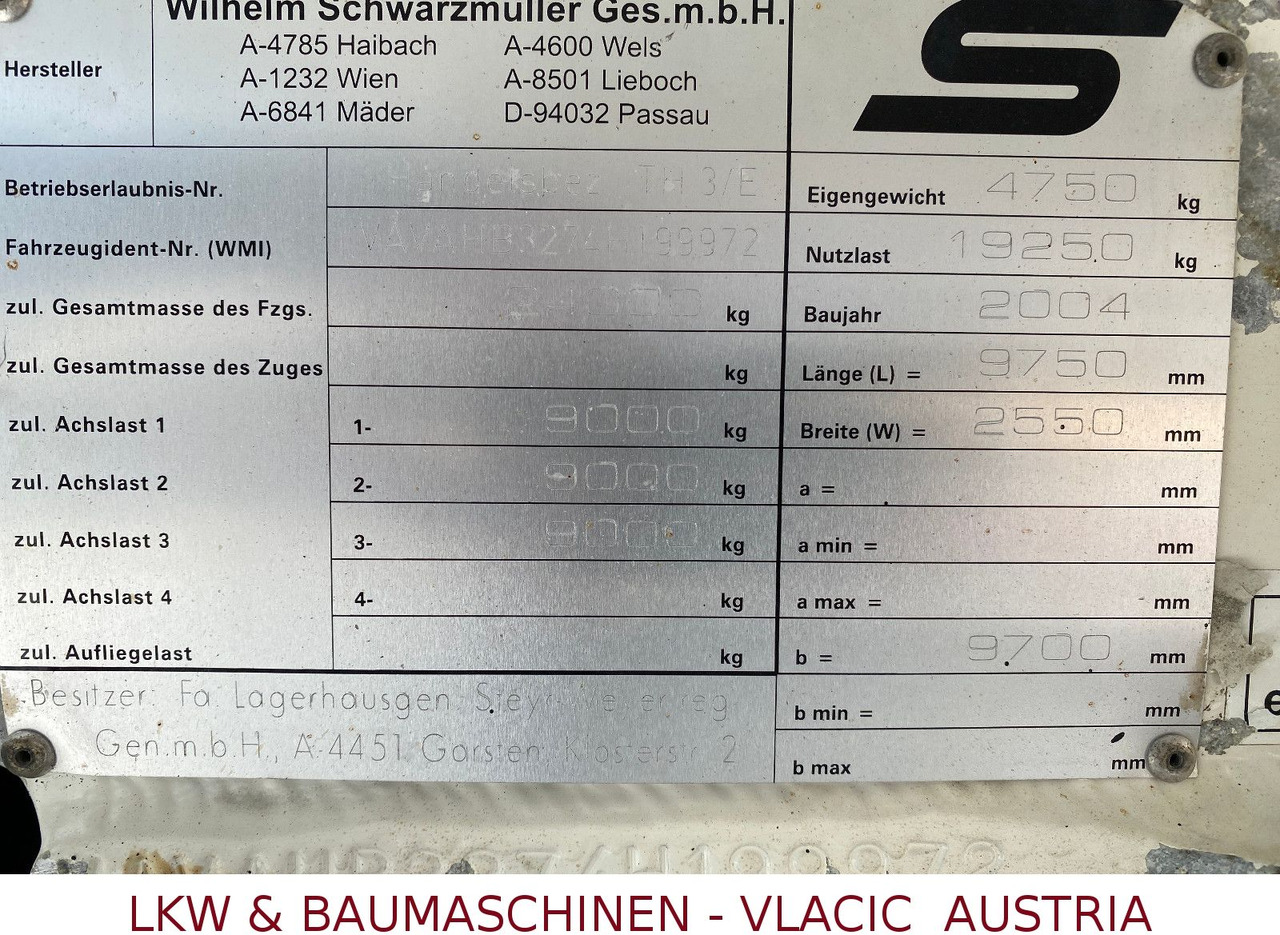 Wilhelm Schwarzmüller Ges.m.b.H.
Hersteller
A-4785 Haibach A-4600 Wels
A-1232 Wien A-8501 Lieboch
A-6841 Mäder D-94032 Passau
S
Betriebserlaubnis-Nr. Handelsbez. TH 3/E
Fahrzeugident-Nr. (WMI)
zul. Gesamtmasse des Fzgs. kg
zul. Gesamtmasse des Zuges kg
zul. Achslast 1 1- 9000 kg
zul. Achslast 2 2- 9000 kg
zul. Achslast 3 3- 9000 kg
zul. Achslast 4 4- kg
zul. Aufliegelast kg
Besitzer: Fa Lagerhausgen.
Gen.m.b.H., A-4451 Garsten, Klosterstr. 2
Eigengewicht 4750 kg
Nutzlast 19250 kg
Baujahr 2004
Länge (L) = 9750 mm
Breite (W) = 2550 mm
a = mm
a min = mm
a max = mm
b = 9700 mm
b min = mm
b max mm
e
LKW & BAUMASCHINEN - VLACIC AUSTRIA